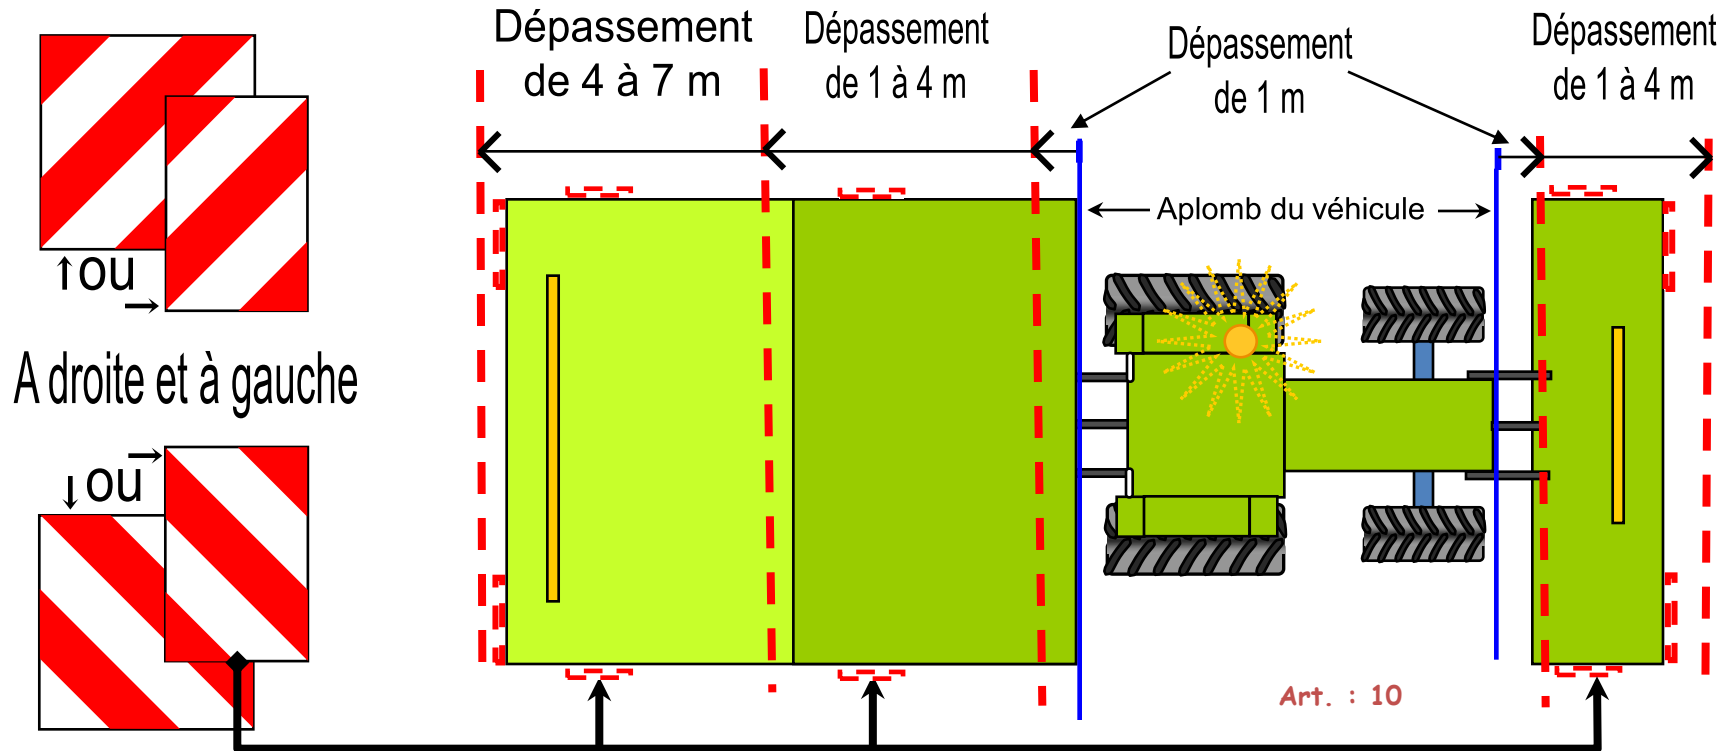 Dépassement
de 4 à 7 m
Dépassement
de 1 à 4 m
Dépassement
de 1 m
Dépassement
de 1 à 4 m
Aplomb du véhicule
ou
A droite et à gauche
ou
Art. : 10